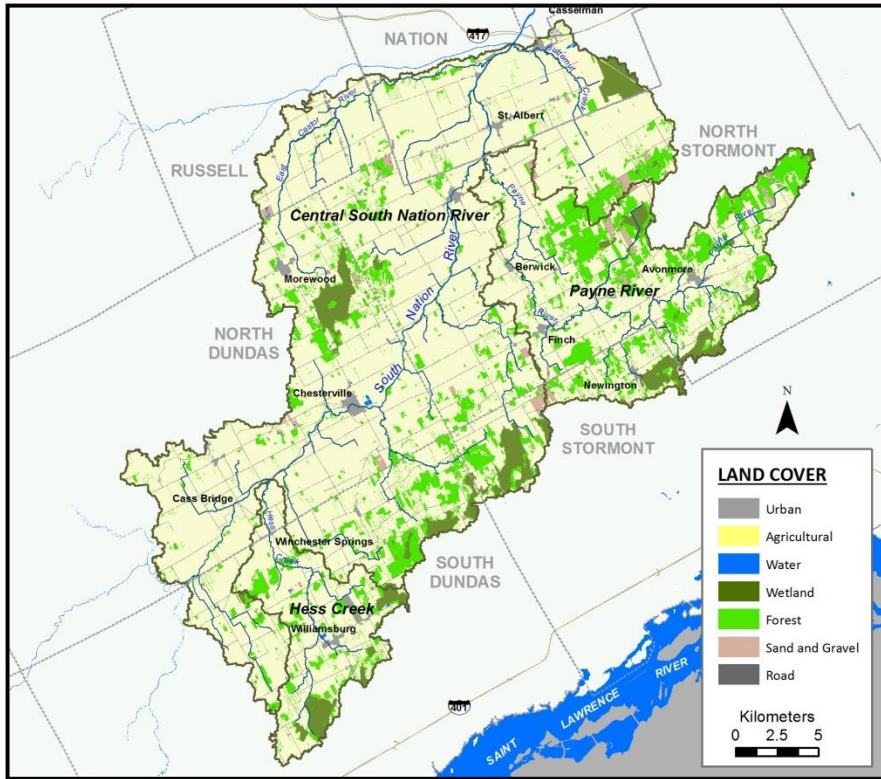 Casselman
417
NATION
Butternut
Creek
Castor
River
East
St. Albert
NORTH
STORMONT
RUSSELL
Payne
River
Central South Nation River
River
Nation
South
Payne
River
Morewood
Berwick
Avonmore
Payne River
NORTH
DUNDAS
Finch
Newington
Chesterville
SOUTH
STORMONT
N
Cass Bridge
Hess
Creek
Winchester Springs
SOUTH
DUNDAS
Hess Creek
Williamsburg
401
SAINT
LAWRENCE
RIVER
LAND COVER
Urban
Agricultural
Water
Wetland
Forest
Sand and Gravel
Road
Kilometers
0 2.5 5